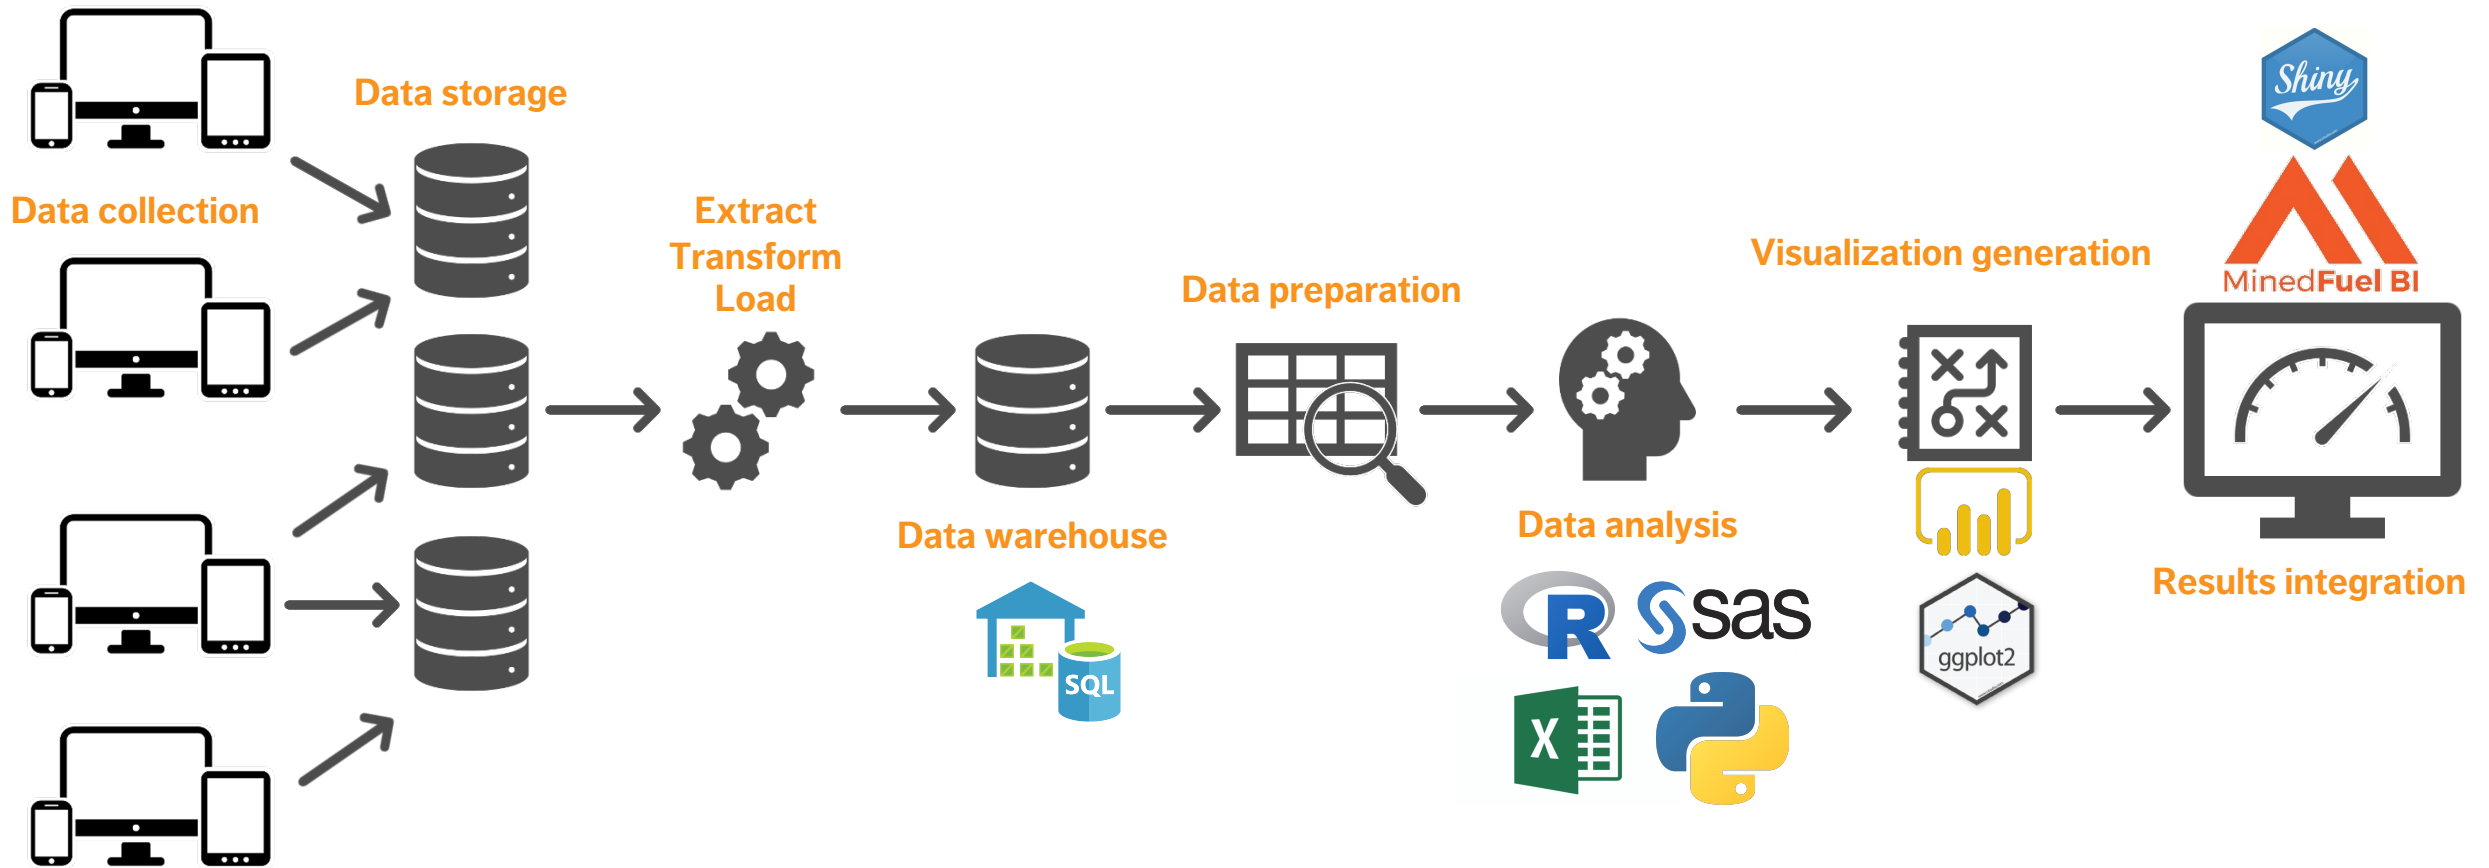 Data collection
Data storage
Extract
Transform
Load
Data warehouse
SQL
Data preparation
Data analysis
R
sas
X
Visualization generation
ggplot2
Shiny
MinedFuel BI
Results integration